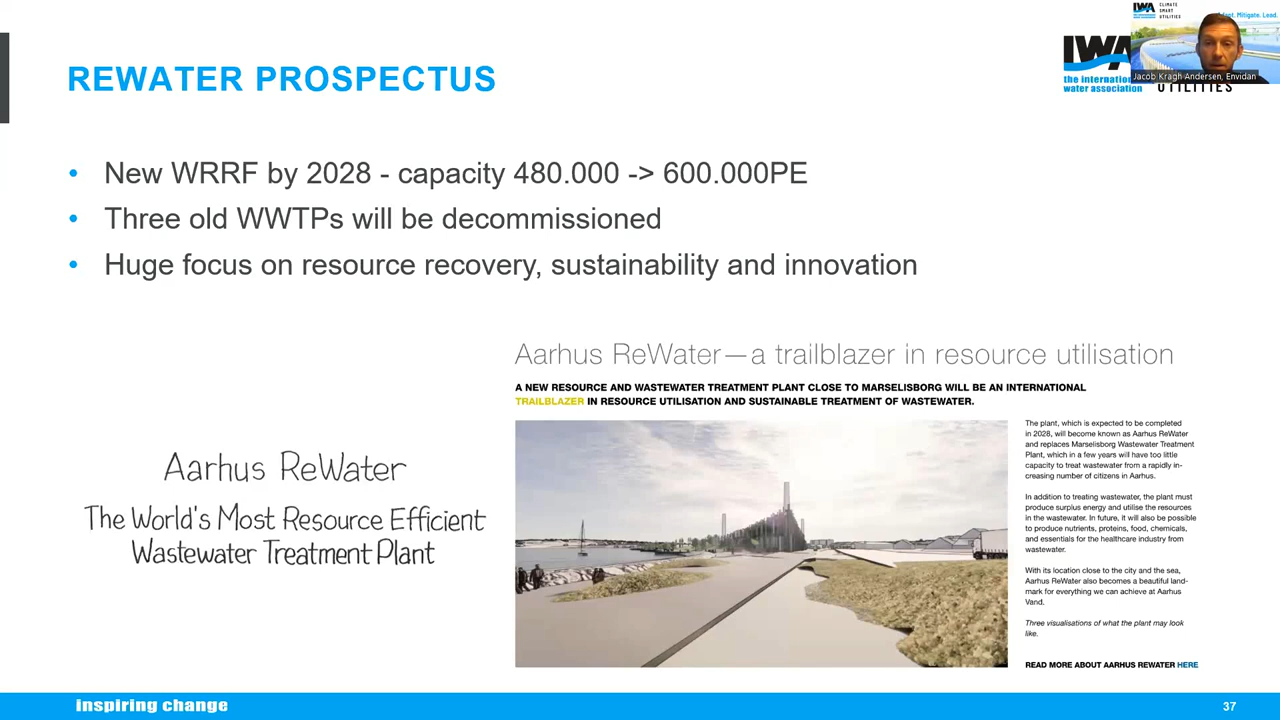 IWA
CLIMATE
SMART
UTILITIES
Mitigate. Lead.
REWATER PROSPECTUS
IWA
the internation
water association
UTILITIES
Jacob Kragh Andersen, Envidan
• New WRRF by 2028 - capacity 480.000 -> 600.000PE
• Three old WWTPs will be decommissioned
• Huge focus on resource recovery, sustainability and innovation
Aarhus ReWater
The World's Most Resource Efficient
Wastewater Treatment Plant
Aarhus ReWater—a trailblazer in resource utilisation
A NEW RESOURCE AND WASTEWATER TREATMENT PLANT CLOSE TO MARSELISBORG WILL BE AN INTERNATIONAL
TRAILBLAZER IN RESOURCE UTILISATION AND SUSTAINABLE TREATMENT OF WASTEWATER.
The plant, which is expected to be completed
in 2028, will become known as Aarhus ReWater
and replaces Marselisborg Wastewater Treatment
Plant, which in a few years will have too little
capacity to treat wastewater from a rapidly in-
creasing number of citizens in Aarhus.
In addition to treating wastewater, the plant must
produce surplus energy and utilise the resources
in the wastewater. In future, it will also be possible
to produce nutrients, proteins, food, chemicals,
and essentials for the healthcare industry from
wastewater.
With its location close to the city and the sea,
Aarhus ReWater also becomes a beautiful land-
mark for everything we can achieve at Aarhus
Vand.
Three visualisations of what the plant may look
like.
READ MORE ABOUT AARHUS REWATER HERE
inspiring change
37